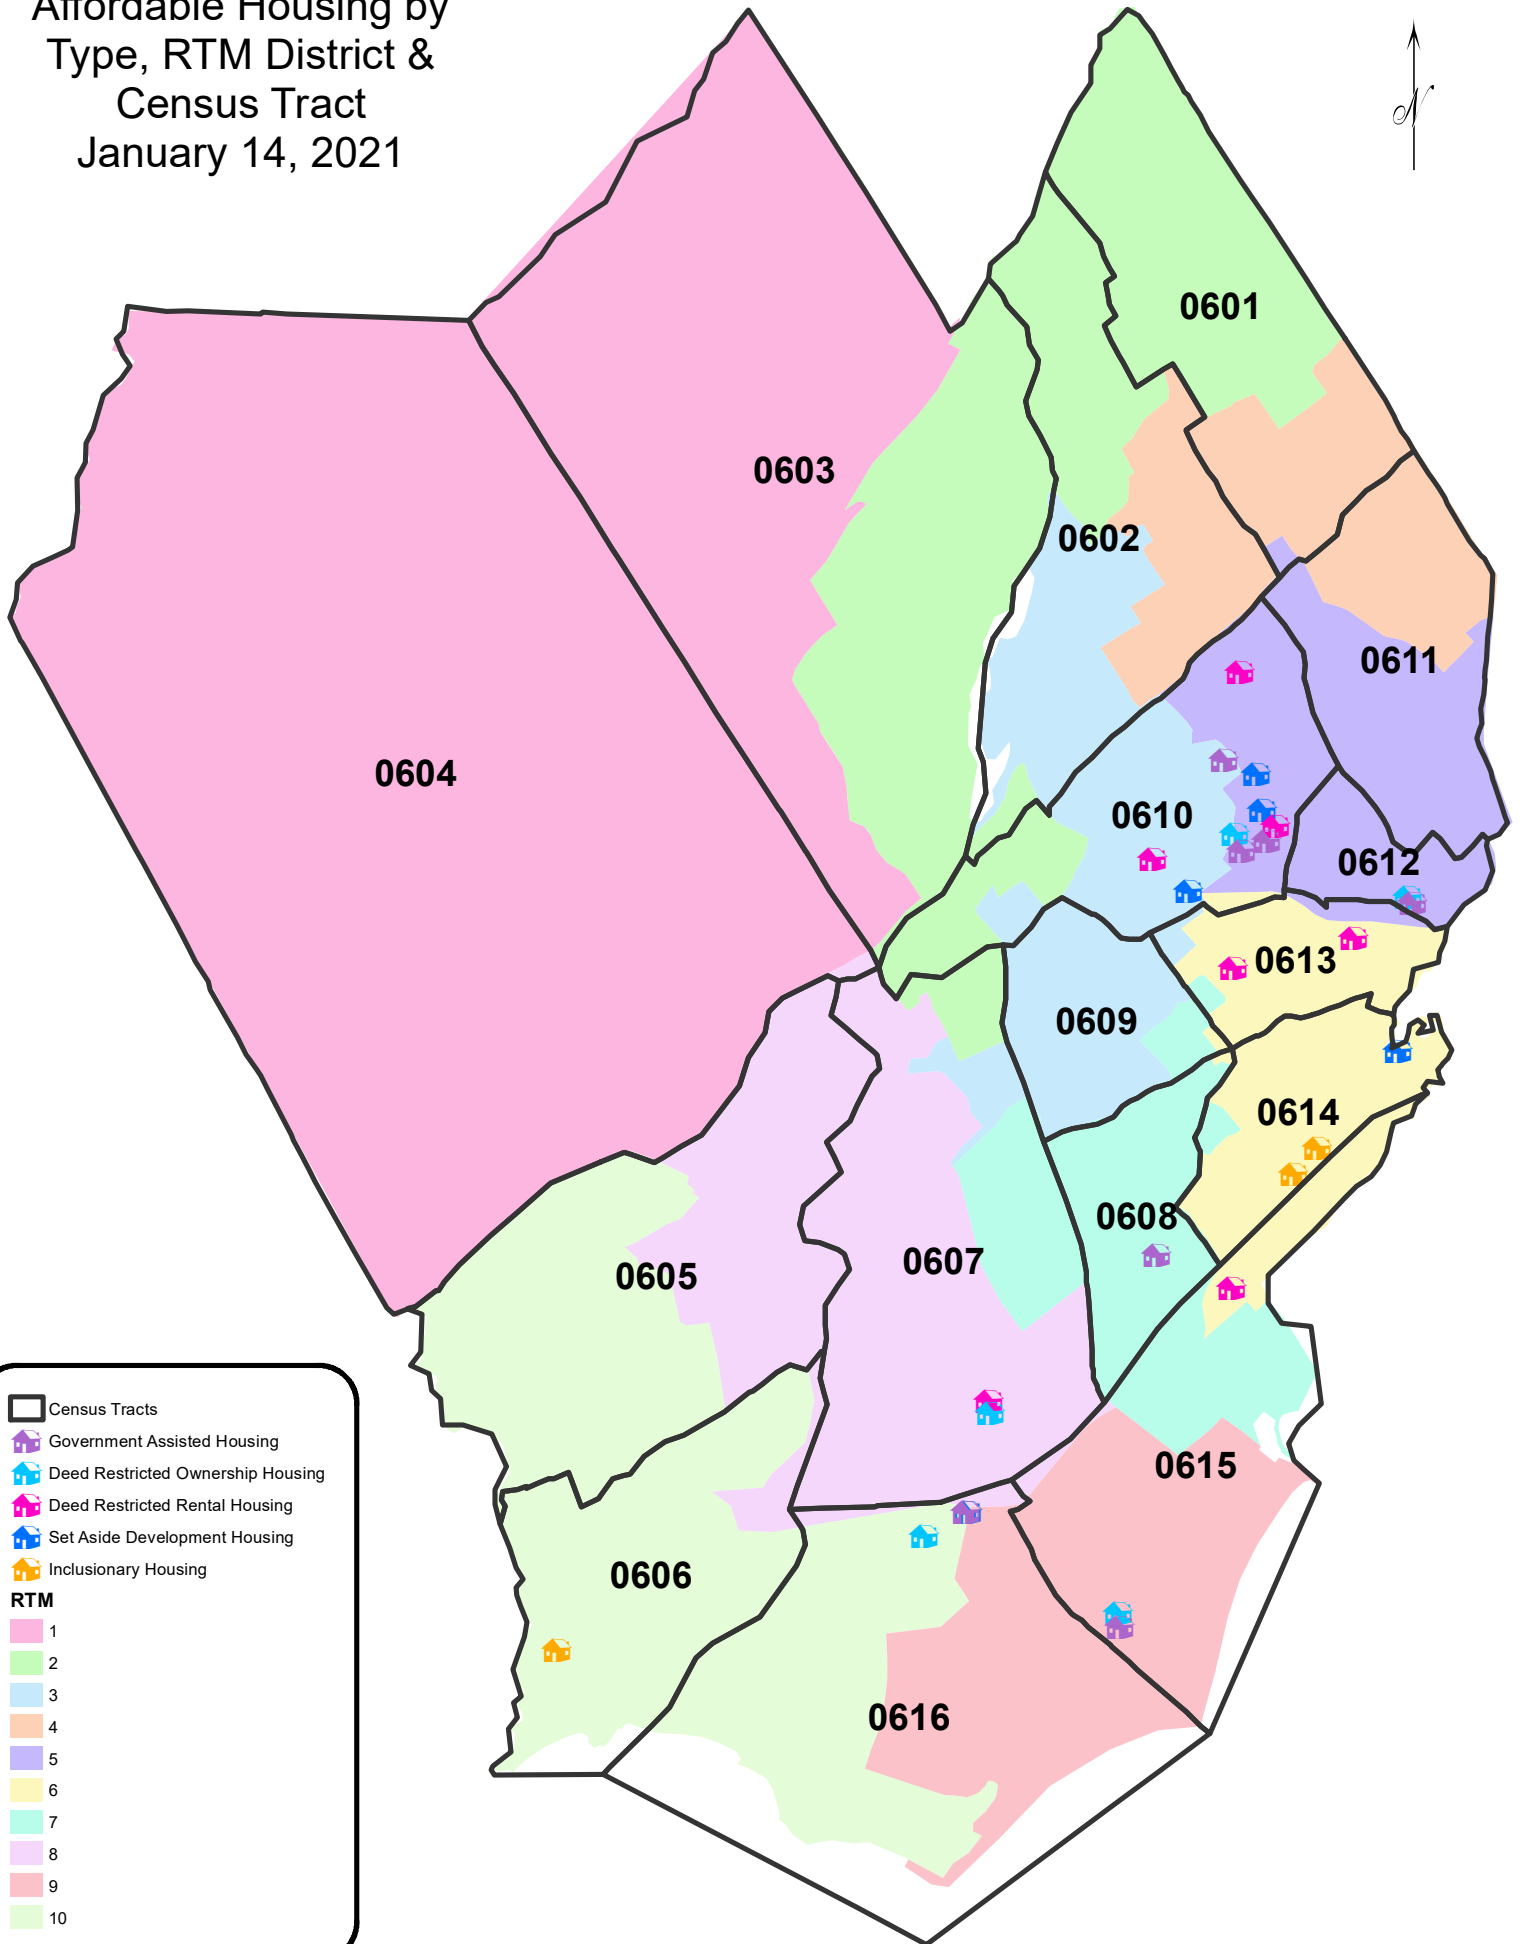 Affordable Housing by
Type, RTM District &
Census Tract
January 14, 2021
N
0601
0603
0602
0611
0604
0610
0612
0613
0609
0614
0608
0607
0605
0615
0606
0616
Census Tracts
Government Assisted Housing
Deed Restricted Ownership Housing
Deed Restricted Rental Housing
Set Aside Development Housing
Inclusionary Housing
RTM
1
2
3
4
5
6
7
8
9
10